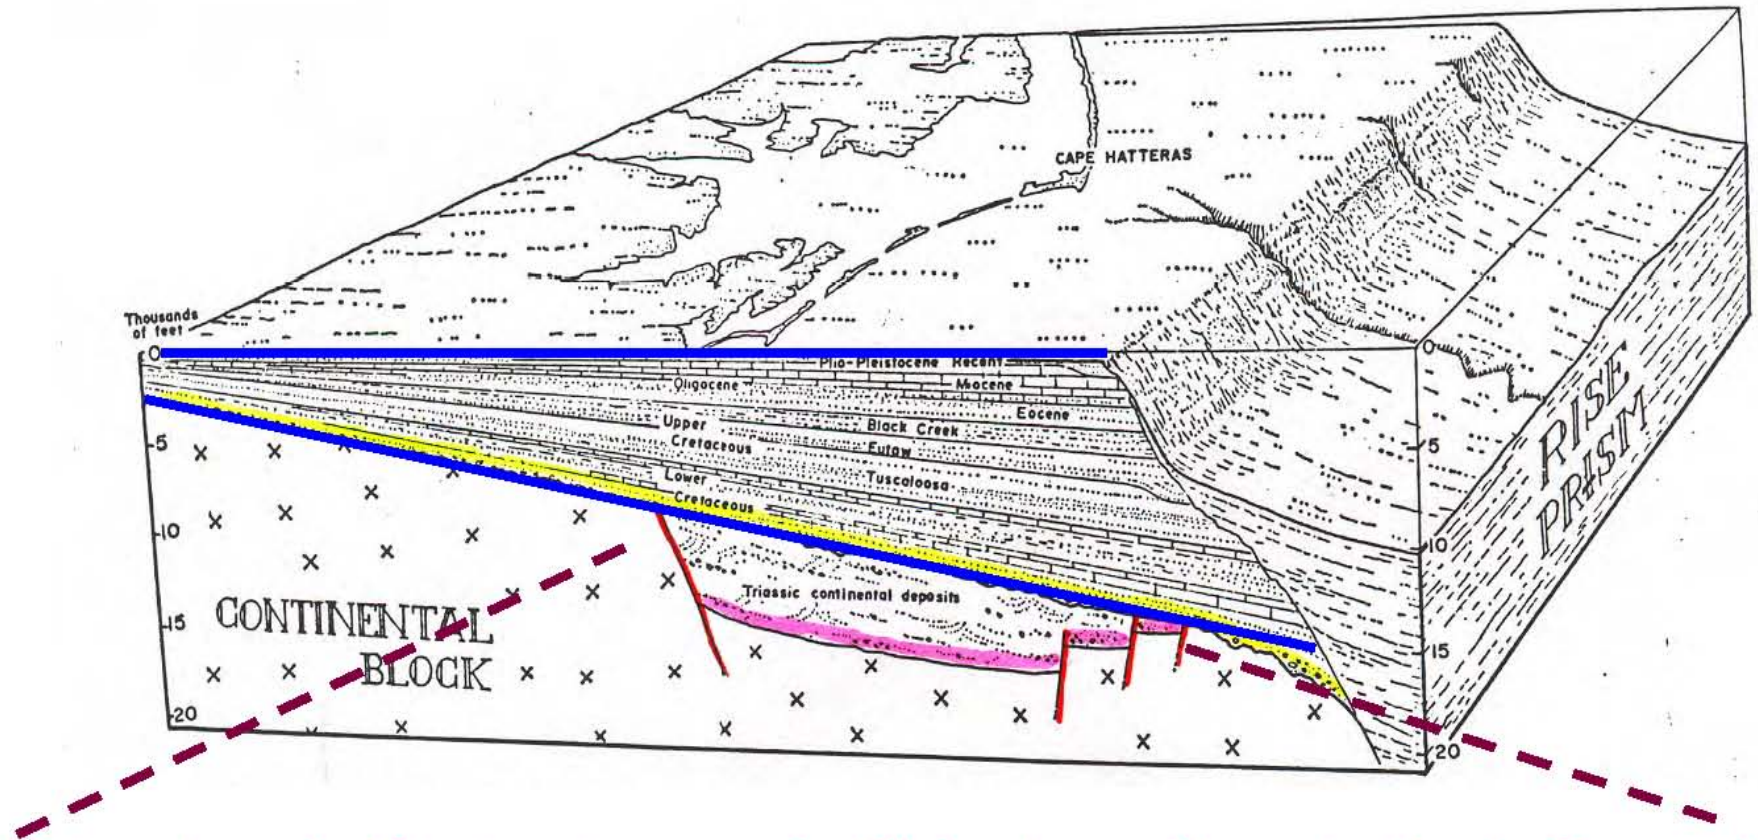 CAPE HATTERAS
Thousands
of feet
0
0
Plio-Pleistocene Recent
Oligocene
Miocene
Eocene
Upper
Cretaceous
Black Creek
Eutaw
Tuscaloosa
Lower
Cretaceous
5
5
10
10
Triassic continental deposits
CONTINENTAL
BLOCK
15
15
20
20
RISE
PRISM